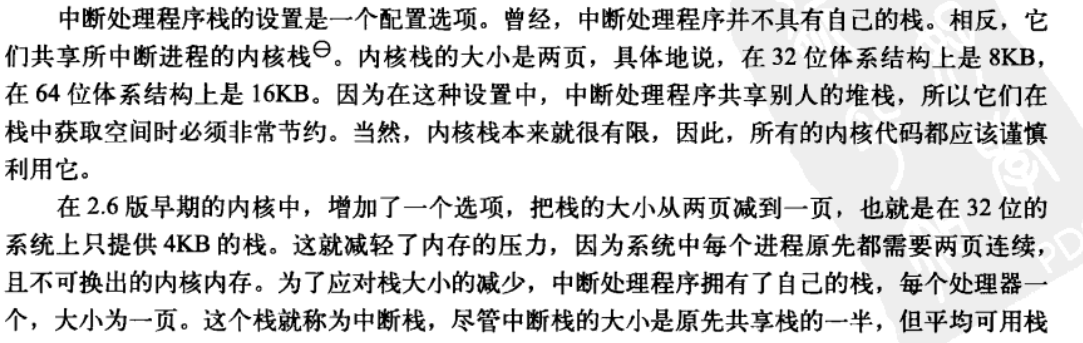 中断处理程序栈的设置是一个配置选项。曾经，中断处理程序并不具有自己的栈。相反，它
们共享所中断进程的内核栈⊖。内核栈的大小是两页，具体地说，在 32 位体系结构上是 8KB，
在 64 位体系结构上是 16KB。因为在这种设置中，中断处理程序共享别人的堆栈，所以它们在
栈中获取空间时必须非常节约。当然，内核栈本来就很有限，因此，所有的内核代码都应该谨慎
利用它。
在 2.6 版早期的内核中，增加了一个选项，把栈的大小从两页减到一页，也就是在 32 位的
系统上只提供 4KB 的栈。这就减轻了内存的压力，因为系统中每个进程原先都需要两页连续，
且不可换出的内核内存。为了应对栈大小的减少，中断处理程序拥有了自己的栈，每个处理器一
个，大小为一页。这个栈就称为中断栈，尽管中断栈的大小是原先共享栈的一半，但平均可用栈